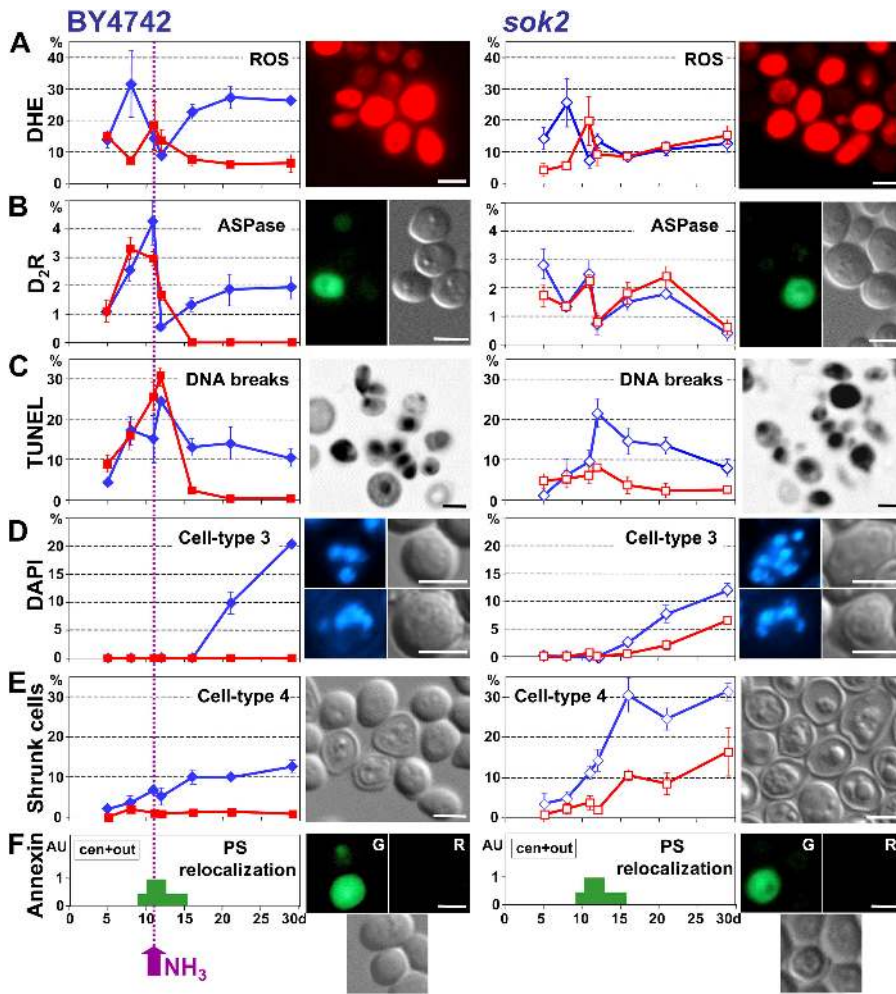 BY4742 sok2
A % ROS % ROS
DHE
40 40
30 30
20 20
10 10
0 0
B % ASPase % ASPase
D₂R
4 4
3 3
2 2
1 1
0 0
C % DNA breaks % DNA breaks
TUNEL
30 30
20 20
10 10
0 0
D % Cell-type 3 % Cell-type 3
DAPI
20 20
15 15
10 10
5 5
0 0
E % Cell-type 4 % Cell-type 4
Shrunk cells
30 30
20 20
10 10
0 0
F AU cen+out PS relocalization G R AU cen+out PS relocalization G R
Annexin
1 1
0 0
0 5 10 15 20 25 30d 0 5 10 15 20 25 30d
NH₃